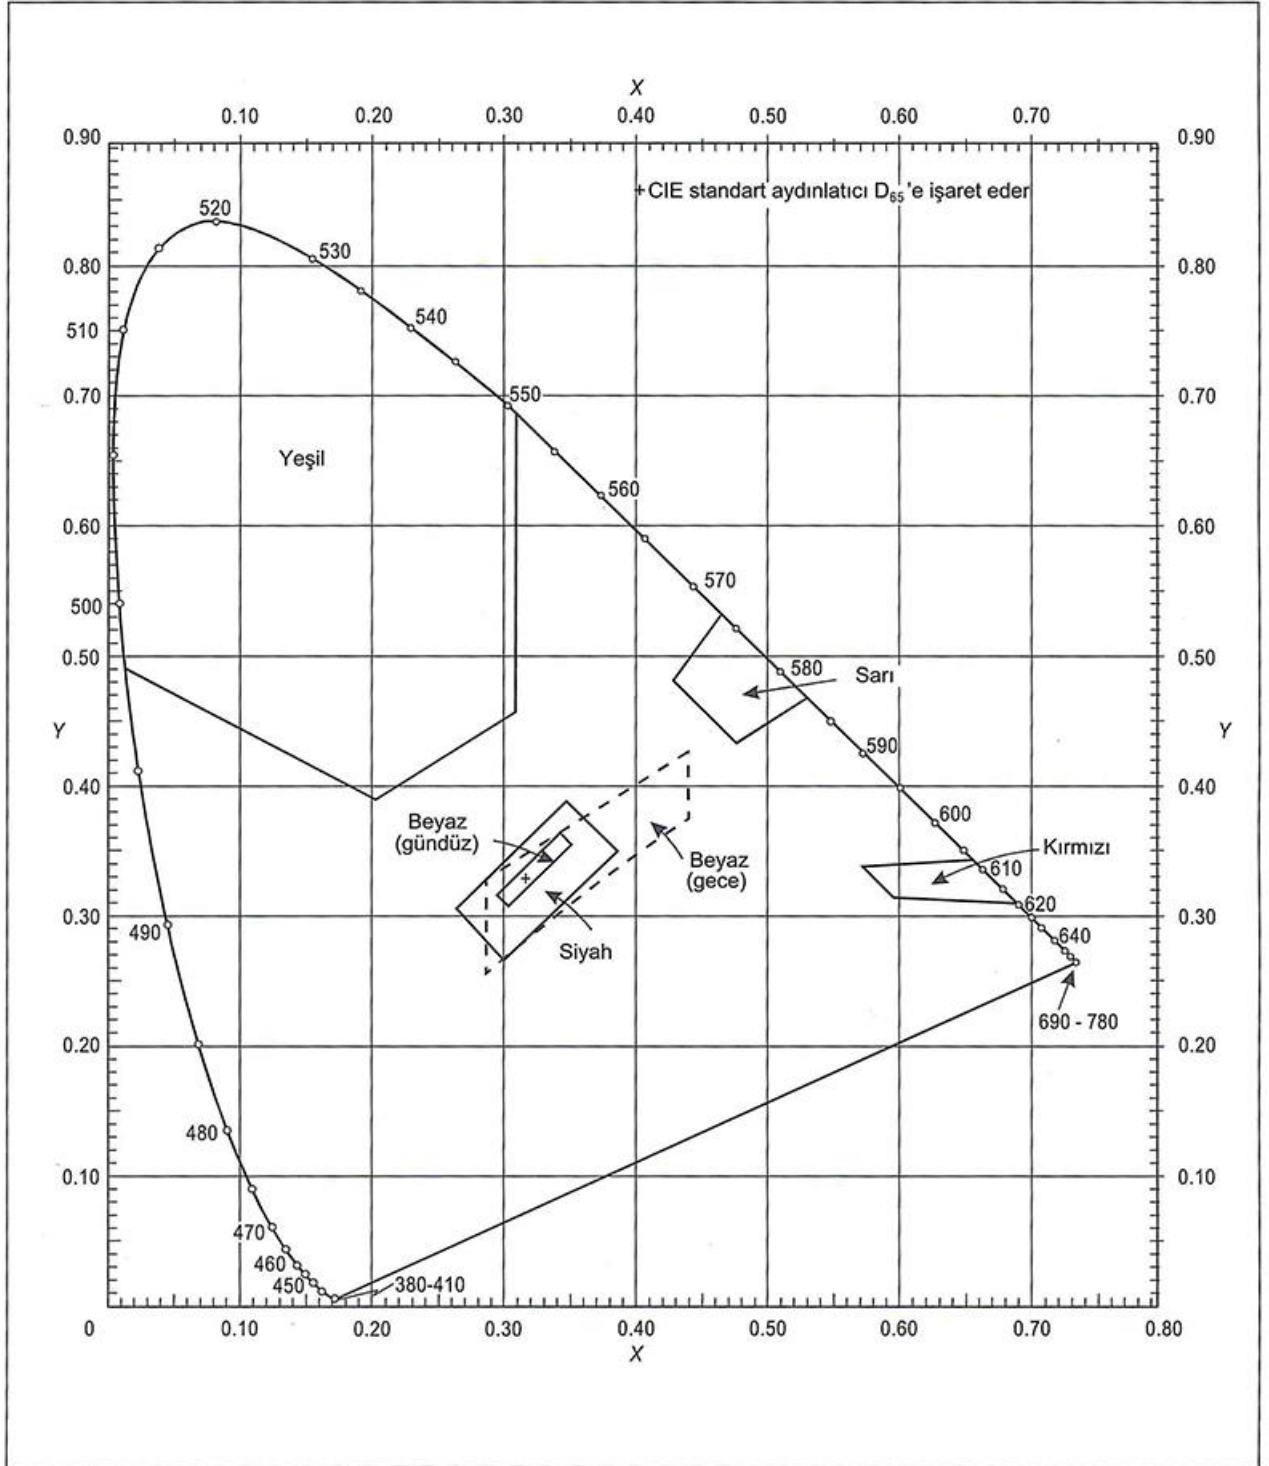 X
0.10 0.20 0.30 0.40 0.50 0.60 0.70
0.90 0.90
+CIE standart aydınlatıcı D₆₅'e işaret eder
520
530
0.80 0.80
540
510
550
0.70 0.70
Yeşil
560
0.60 0.60
570
500
0.50 0.50
580
Sarı
Y Y
590
0.40 0.40
600
Beyaz
(gündüz)
Kırmızı
Beyaz
(gece)
610
620
0.30 0.30
490
640
Siyah
690 - 780
0.20 0.20
480
0.10 0.10
470
460
450
380-410
0 0.10 0.20 0.30 0.40 0.50 0.60 0.70 0.80
X